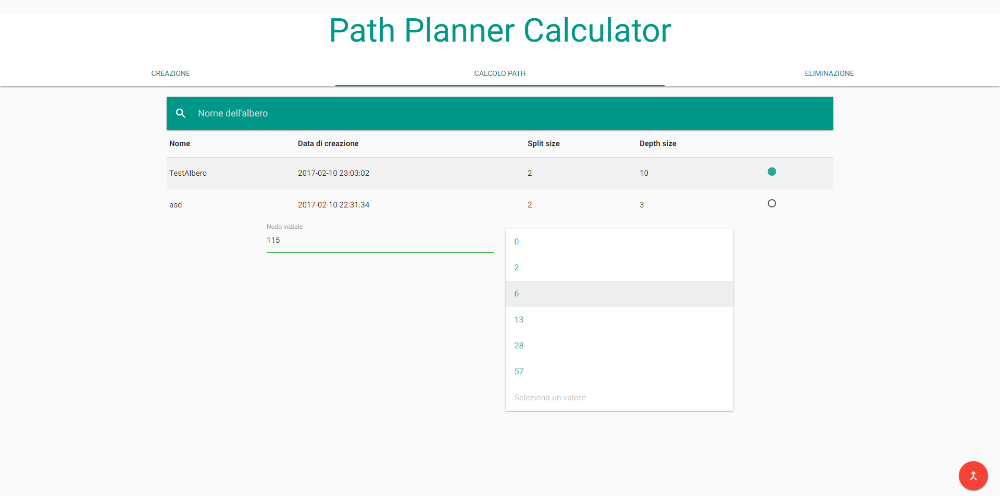 Path Planner Calculator
CREAZIONE CALCOLO PATH ELIMINAZIONE
Nome dell'albero
Nome Data di creazione Split size Depth size
TestAlbero 2017-02-10 23:03:02 2 10
asd 2017-02-10 22:31:34 2 3
Nodo iniziale
115
0
2
6
13
28
57
Seleziona un valore